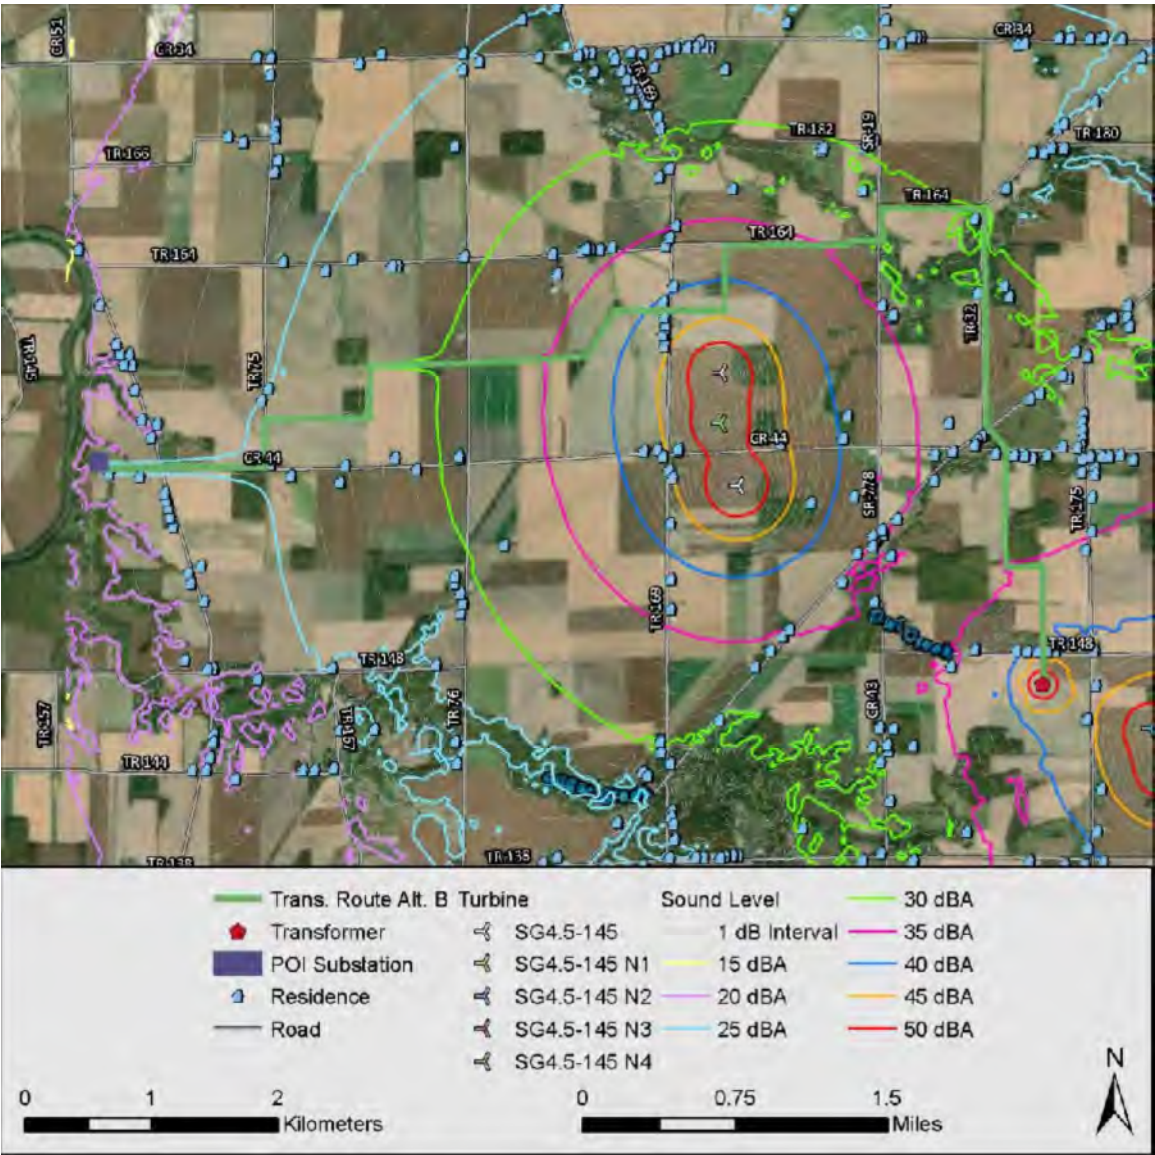 CR 51
CR 34
CR 34
TR 169
SR 19
TR 182
TR 180
TR 166
TR 164
TR 164
TR 164
TR 145
TR 75
TR 32
CR 44
CR 44
SR 778
TR 175
TR 169
TR 148
TR 148
TR 76
CR 43
TR 157
TR 144
TR 138
TR 138
Trans. Route Alt. B
Transformer
POI Substation
Residence
Road
Turbine
SG4.5-145
SG4.5-145 N1
SG4.5-145 N2
SG4.5-145 N3
SG4.5-145 N4
Sound Level
1 dB Interval
15 dBA
20 dBA
25 dBA
30 dBA
35 dBA
40 dBA
45 dBA
50 dBA
0 1 2
Kilometers
0 0.75 1.5
Miles
N